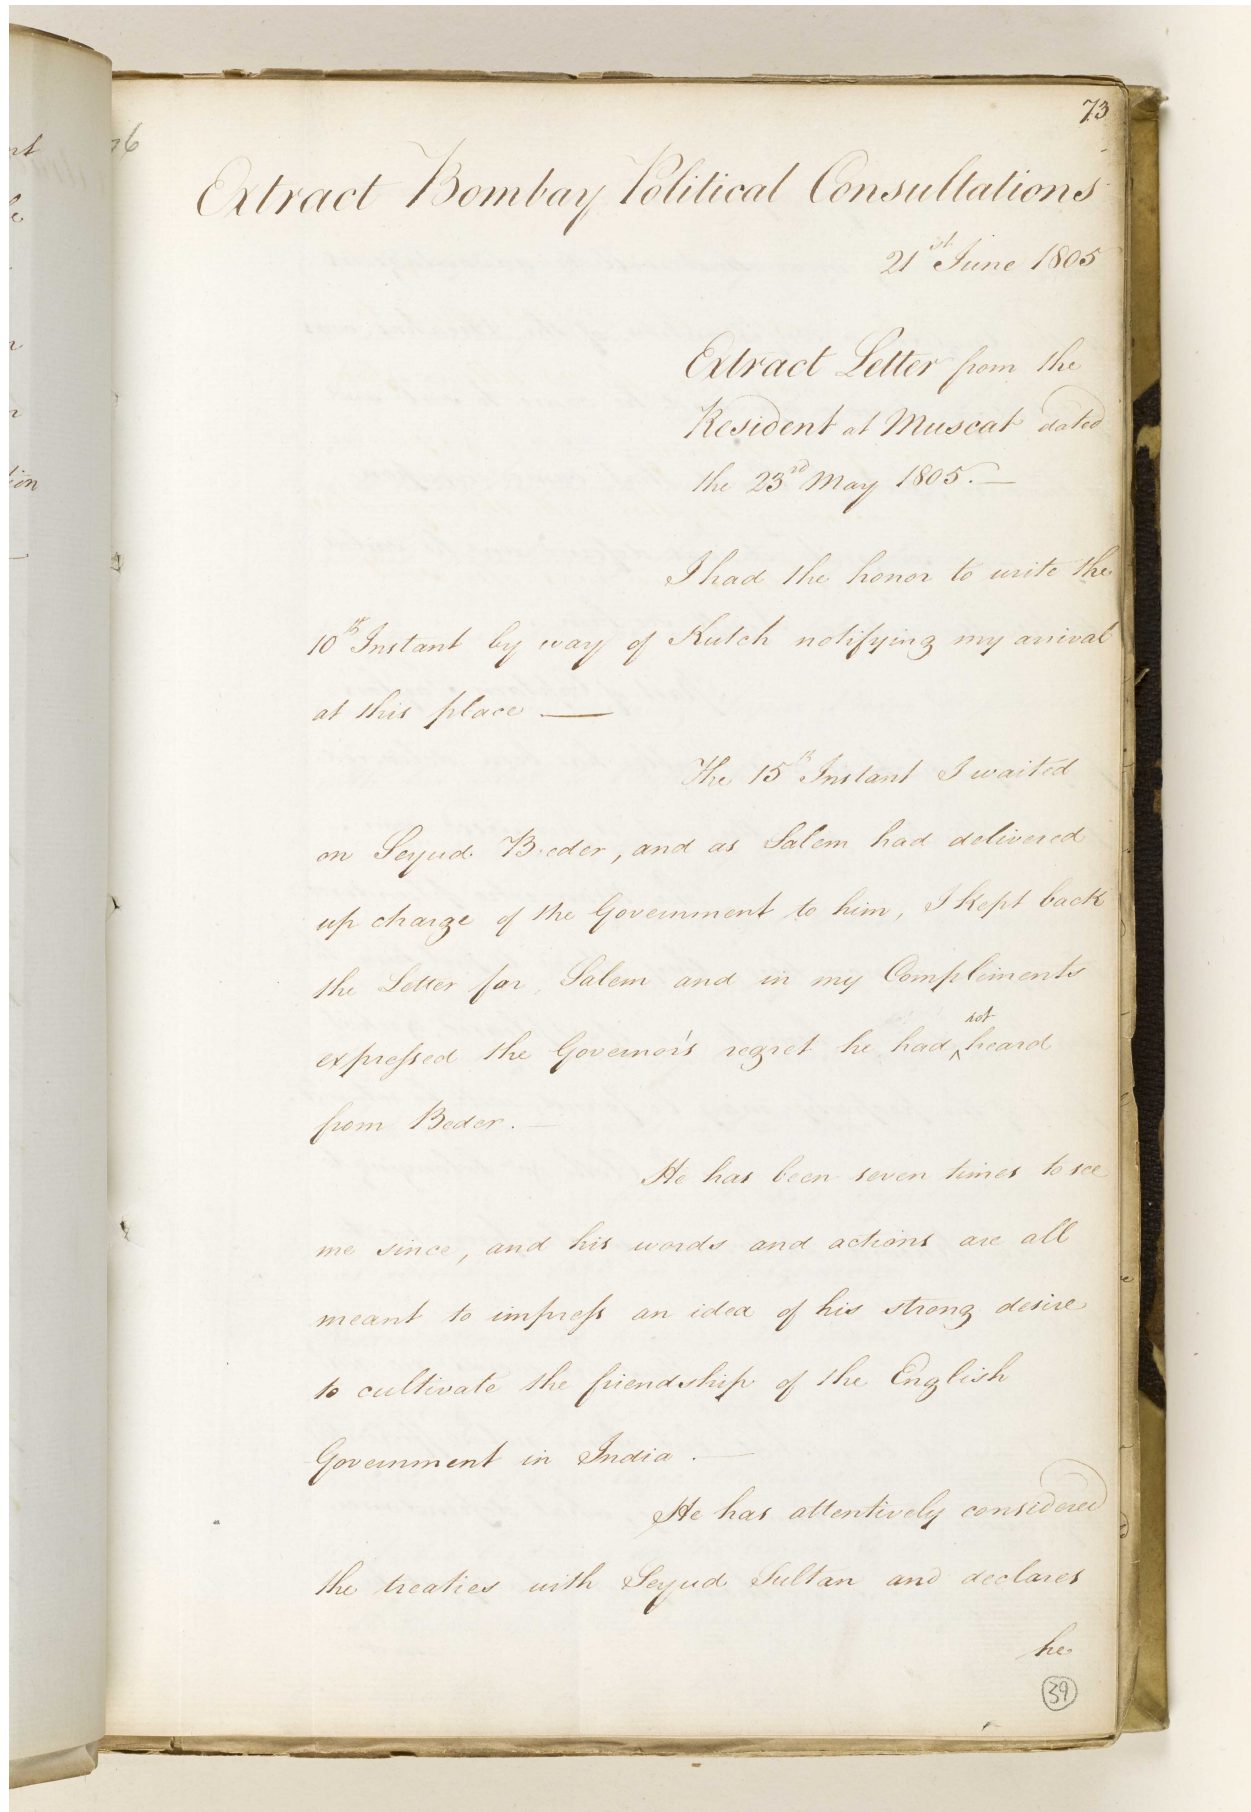 73
Extract Bombay Political Consultations
21st June 1805
Extract Letter from the
Resident at Muscat dated
the 23rd May 1805. —
I had the honor to write the
10th Instant by way of Kutch notifying my arrival
at this place —
The 15th Instant I waited
on Seyud Beder, and as Salem had delivered
up charge of the Government to him, I kept back
the Letter for Salem and in my Compliments
expressed the Governor's regret he had not heard
from Beder. —
He has been seven times to see
me since, and his words and actions are all
meant to impress an idea of his strong desire
to cultivate the friendship of the English
Government in India. —
He has attentively considered
the treaties with Seyud Sultan and declares
he
39